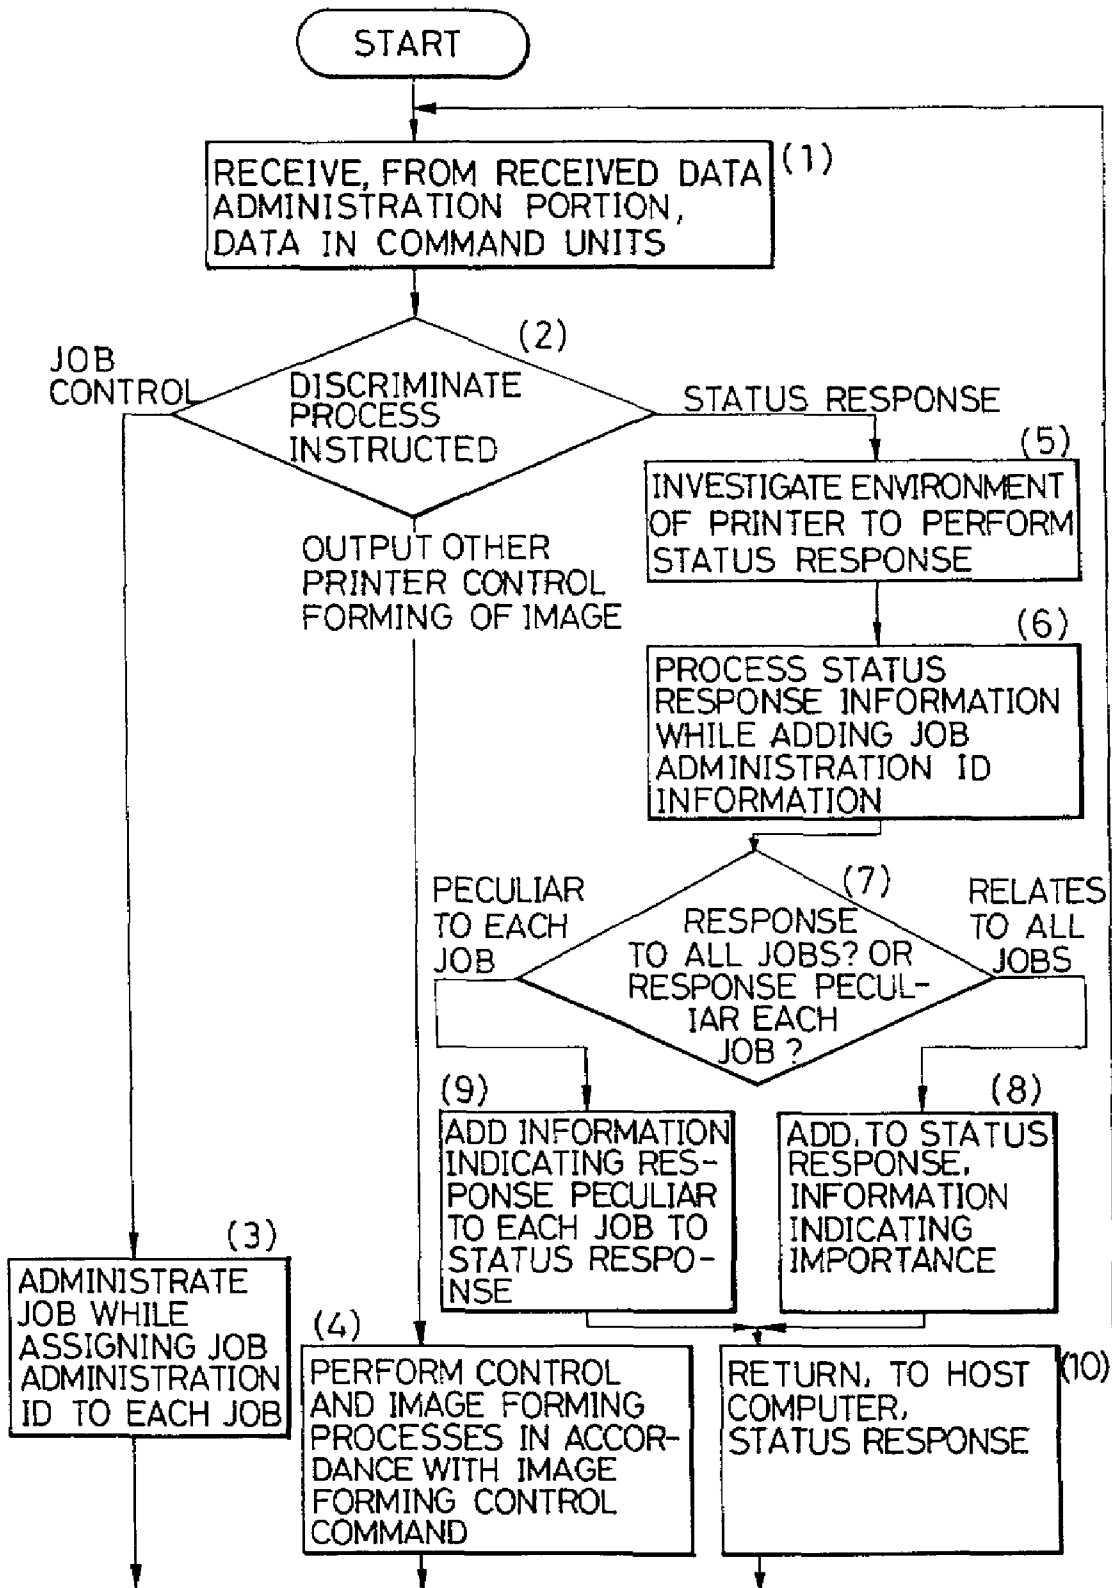 START
(1)
RECEIVE, FROM RECEIVED DATA
ADMINISTRATION PORTION,
DATA IN COMMAND UNITS
(2)
JOB
CONTROL
DISCRIMINATE
PROCESS
INSTRUCTED
STATUS RESPONSE
(5)
INVESTIGATE ENVIRONMENT
OF PRINTER TO PERFORM
STATUS RESPONSE
OUTPUT OTHER
PRINTER CONTROL
FORMING OF IMAGE
(6)
PROCESS STATUS
RESPONSE INFORMATION
WHILE ADDING JOB
ADMINISTRATION ID
INFORMATION
(7)
PECULIAR
TO EACH
JOB
RESPONSE
TO ALL JOBS? OR
RESPONSE PECUL-
IAR EACH
JOB ?
RELATES
TO ALL
JOBS
(9)
ADD INFORMATION
INDICATING RES-
PONSE PECULIAR
TO EACH JOB TO
STATUS RESPO-
NSE
(8)
ADD, TO STATUS
RESPONSE,
INFORMATION
INDICATING
IMPORTANCE
(3)
ADMINISTRATE
JOB WHILE
ASSIGNING JOB
ADMINISTRATION
ID TO EACH JOB
(4)
PERFORM CONTROL
AND IMAGE FORMING
PROCESSES IN ACCOR-
DANCE WITH IMAGE
FORMING CONTROL
COMMAND
(10)
RETURN, TO HOST
COMPUTER,
STATUS RESPONSE